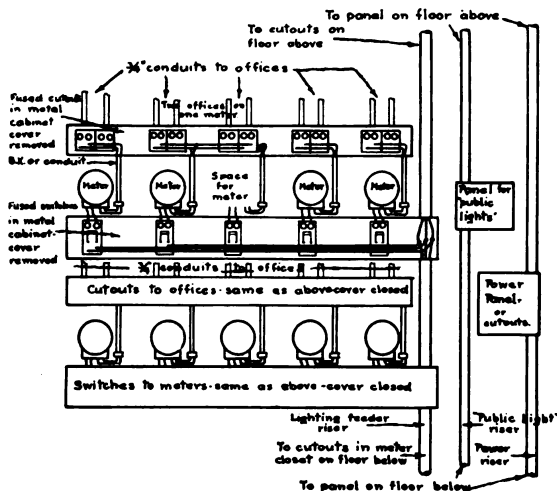 To panel on floor above
To cutouts on
floor above
3/4" conduits to offices
Two offices on
one meter
Fused cutouts
in metal
cabinet
cover
removed
B.X. or conduit
Meter
Meter
Space
for
meter
Meter
Meter
Panel for
"public
lights"
Fused switches
in metal
cabinet-
cover
removed
3/4" conduits to offices
Cutouts to offices-same as above-cover closed
Power
Panel-
or
cutouts.
Switches to meters-same as above-cover closed
Lighting feeder
riser
"Public Light"
riser
To cutouts in meter
closet on floor below
Power
riser
To panel on floor below